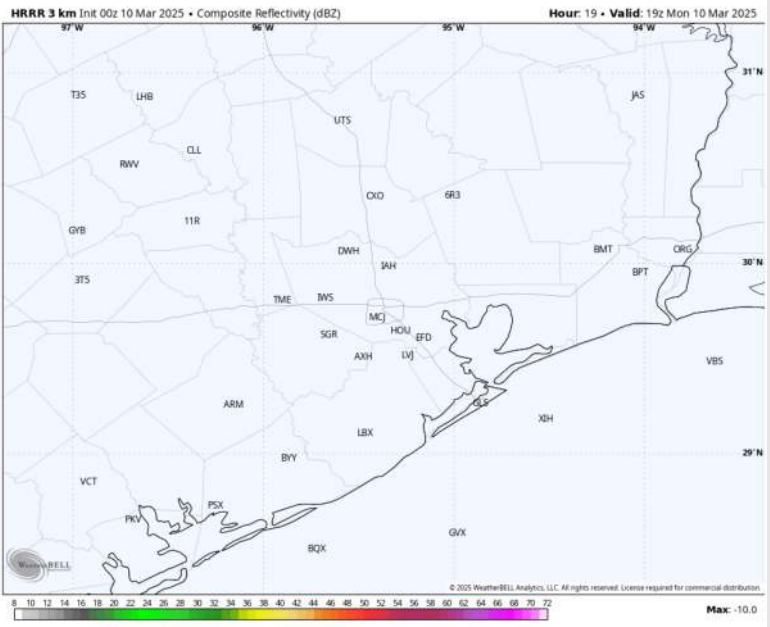 HRRR 3 km Init 00z 10 Mar 2025 • Composite Reflectivity (dBZ) Hour: 19 • Valid: 19z Mon 10 Mar 2025
97°W 96°W 95°W 94°W
31°N
T35 LHB JAS
UTS
CLL
RWV
CXO 6R3
11R
GYB
DWH BMT ORG
30°N
IAH
BPT
3T5
TME IWS
MCJ
SGR HOU EFD
AXH LVJ
VBS
ARM GLS
XIH
LBX
29°N
BYY
VCT
PSX
PKV
GVX
BQX
WeatherBELL
© 2025 WeatherBELL Analytics, LLC. All rights reserved. License required for commercial distribution.
8 10 12 14 16 18 20 22 24 26 28 30 32 34 36 38 40 42 44 46 48 50 52 54 56 58 60 62 64 66 68 70 72 Max: -10.0